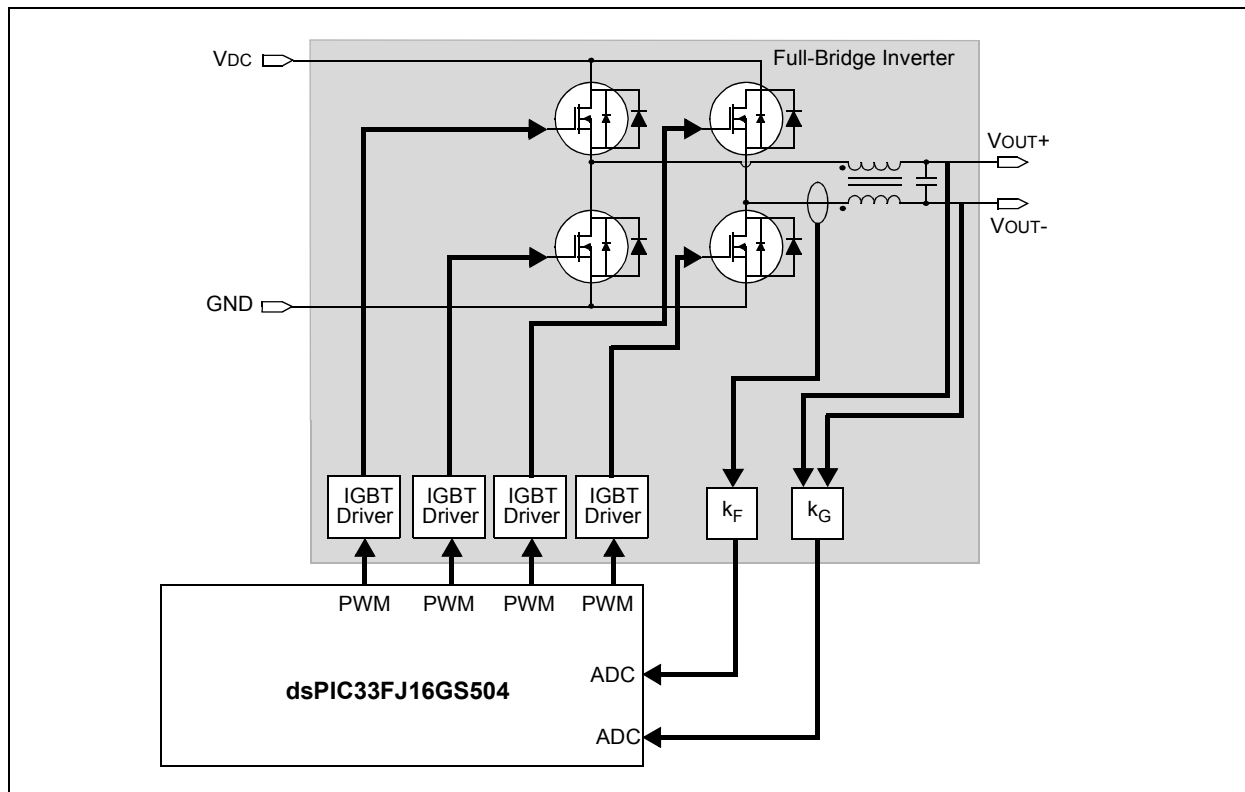 VDC
Full-Bridge Inverter
VOUT+
VOUT-
GND
IGBT
Driver
IGBT
Driver
IGBT
Driver
IGBT
Driver
kF
kG
PWM
PWM
PWM
PWM
ADC
dsPIC33FJ16GS504
ADC